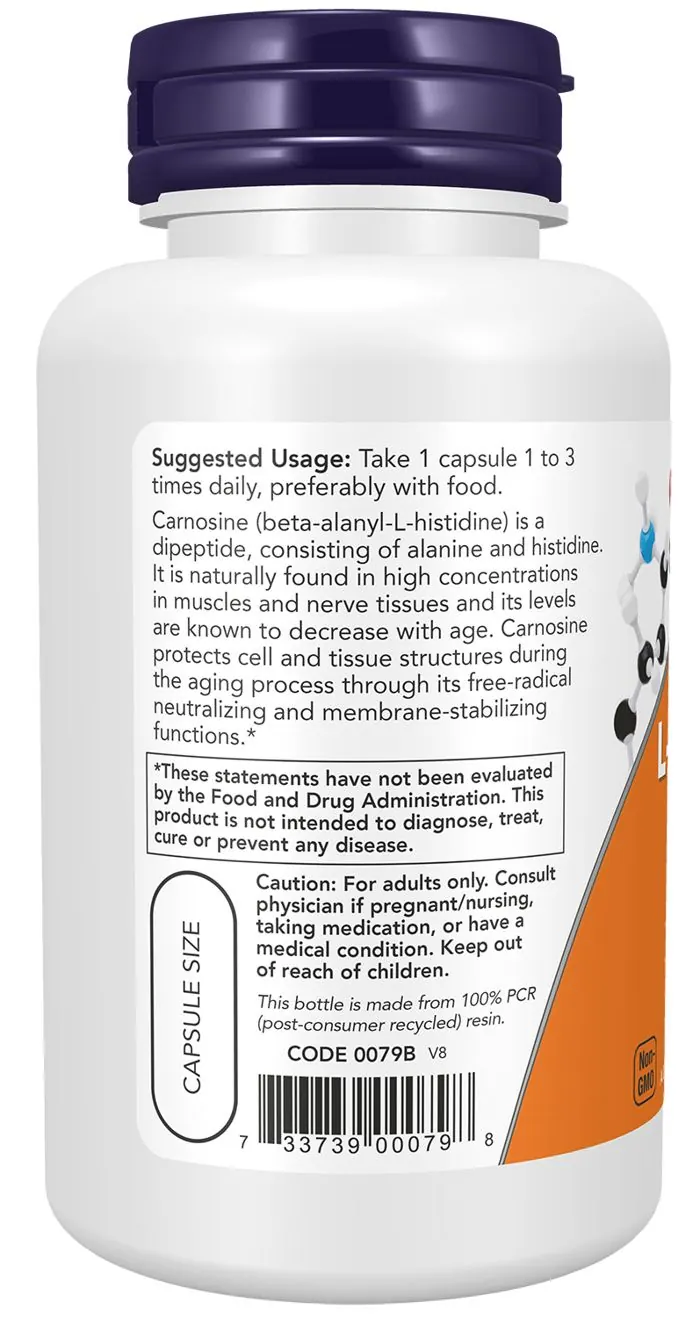 Suggested Usage: Take 1 capsule 1 to 3
times daily, preferably with food.
Carnosine (beta-alanyl-L-histidine) is a
dipeptide, consisting of alanine and histidine.
It is naturally found in high concentrations
in muscles and nerve tissues and its levels
are known to decrease with age. Carnosine
protects cell and tissue structures during
the aging process through its free-radical
neutralizing and membrane-stabilizing
functions.*
*These statements have not been evaluated
by the Food and Drug Administration. This
product is not intended to diagnose, treat,
cure or prevent any disease.
CAPSULE SIZE
Caution: For adults only. Consult
physician if pregnant/nursing,
taking medication, or have a
medical condition. Keep out
of reach of children.
This bottle is made from 100% PCR
(post-consumer recycled) resin.
CODE 0079B V8
7 33739 00079 8
L-
Non-
GMO